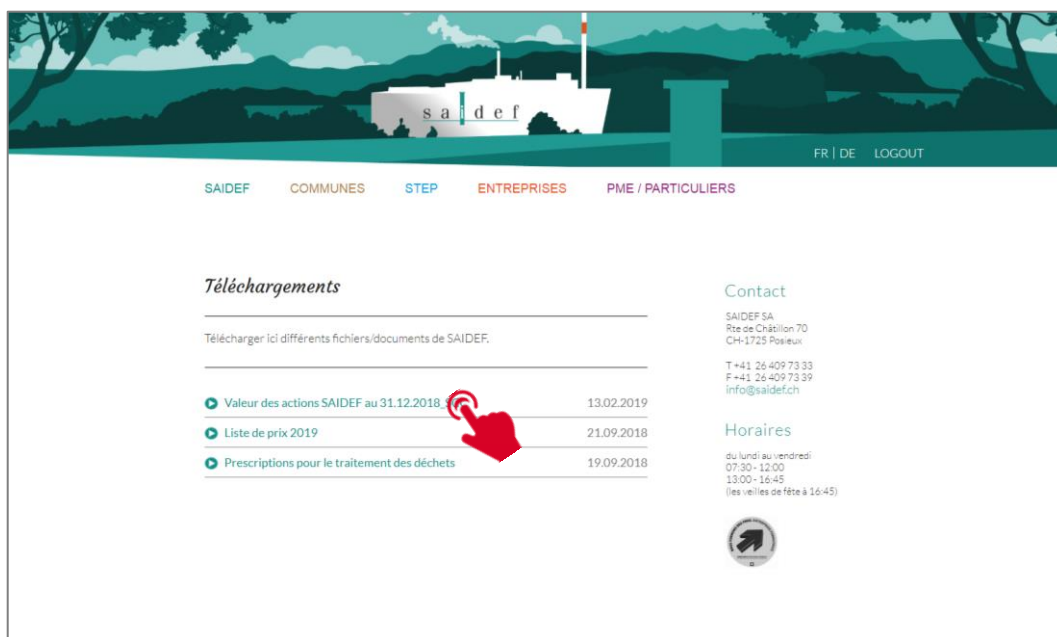 saidef
FR | DE LOGOUT
SAIDEF COMMUNES STEP ENTREPRISES PME / PARTICULIERS
Téléchargements
Télécharger ici différents fichiers/documents de SAIDEF.
Valeur des actions SAIDEF au 31.12.2018 13.02.2019
Liste de prix 2019 21.09.2018
Prescriptions pour le traitement des déchets 19.09.2018
Contact
SAIDEF SA
Rte de Châtillon 70
CH-1725 Posieux
T +41 26 409 73 33
F +41 26 409 73 39
info@saidef.ch
Horaires
du lundi au vendredi
07:30 - 12:00
13:00 - 16:45
(les veilles de fête à 16:45)